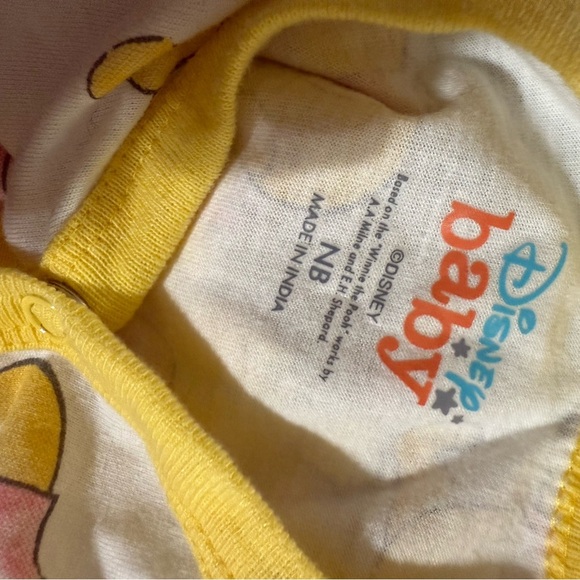 Disney
baby
©DISNEY
Based on the "Winnie the Pooh" works by
A.A Milne and E.H Shepard.
NB
MADE IN INDIA